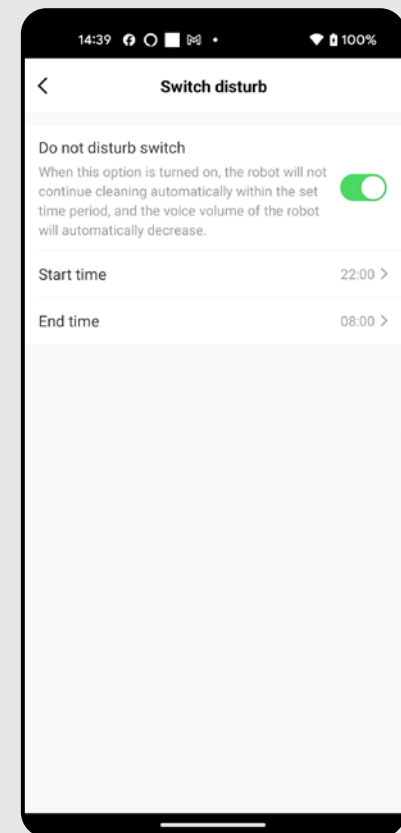 14:39 100%
Switch disturb
Do not disturb switch
When this option is turned on, the robot will not
continue cleaning automatically within the set
time period, and the voice volume of the robot
will automatically decrease.
Start time 22:00 >
End time 08:00 >